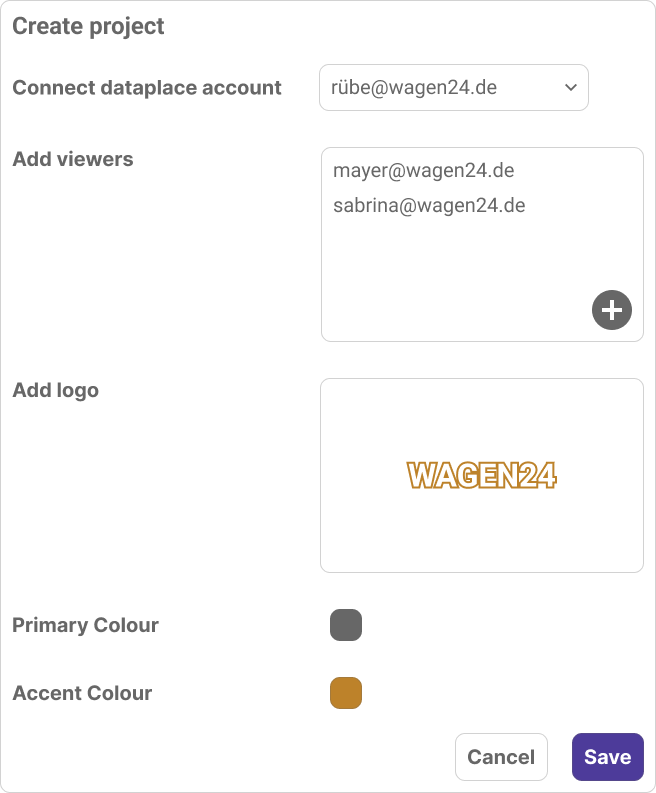 Create project
Connect dataplace account
rübe@wagen24.de
Add viewers
mayer@wagen24.de
sabrina@wagen24.de
Add logo
WAGEN24
Primary Colour
Accent Colour
Cancel
Save